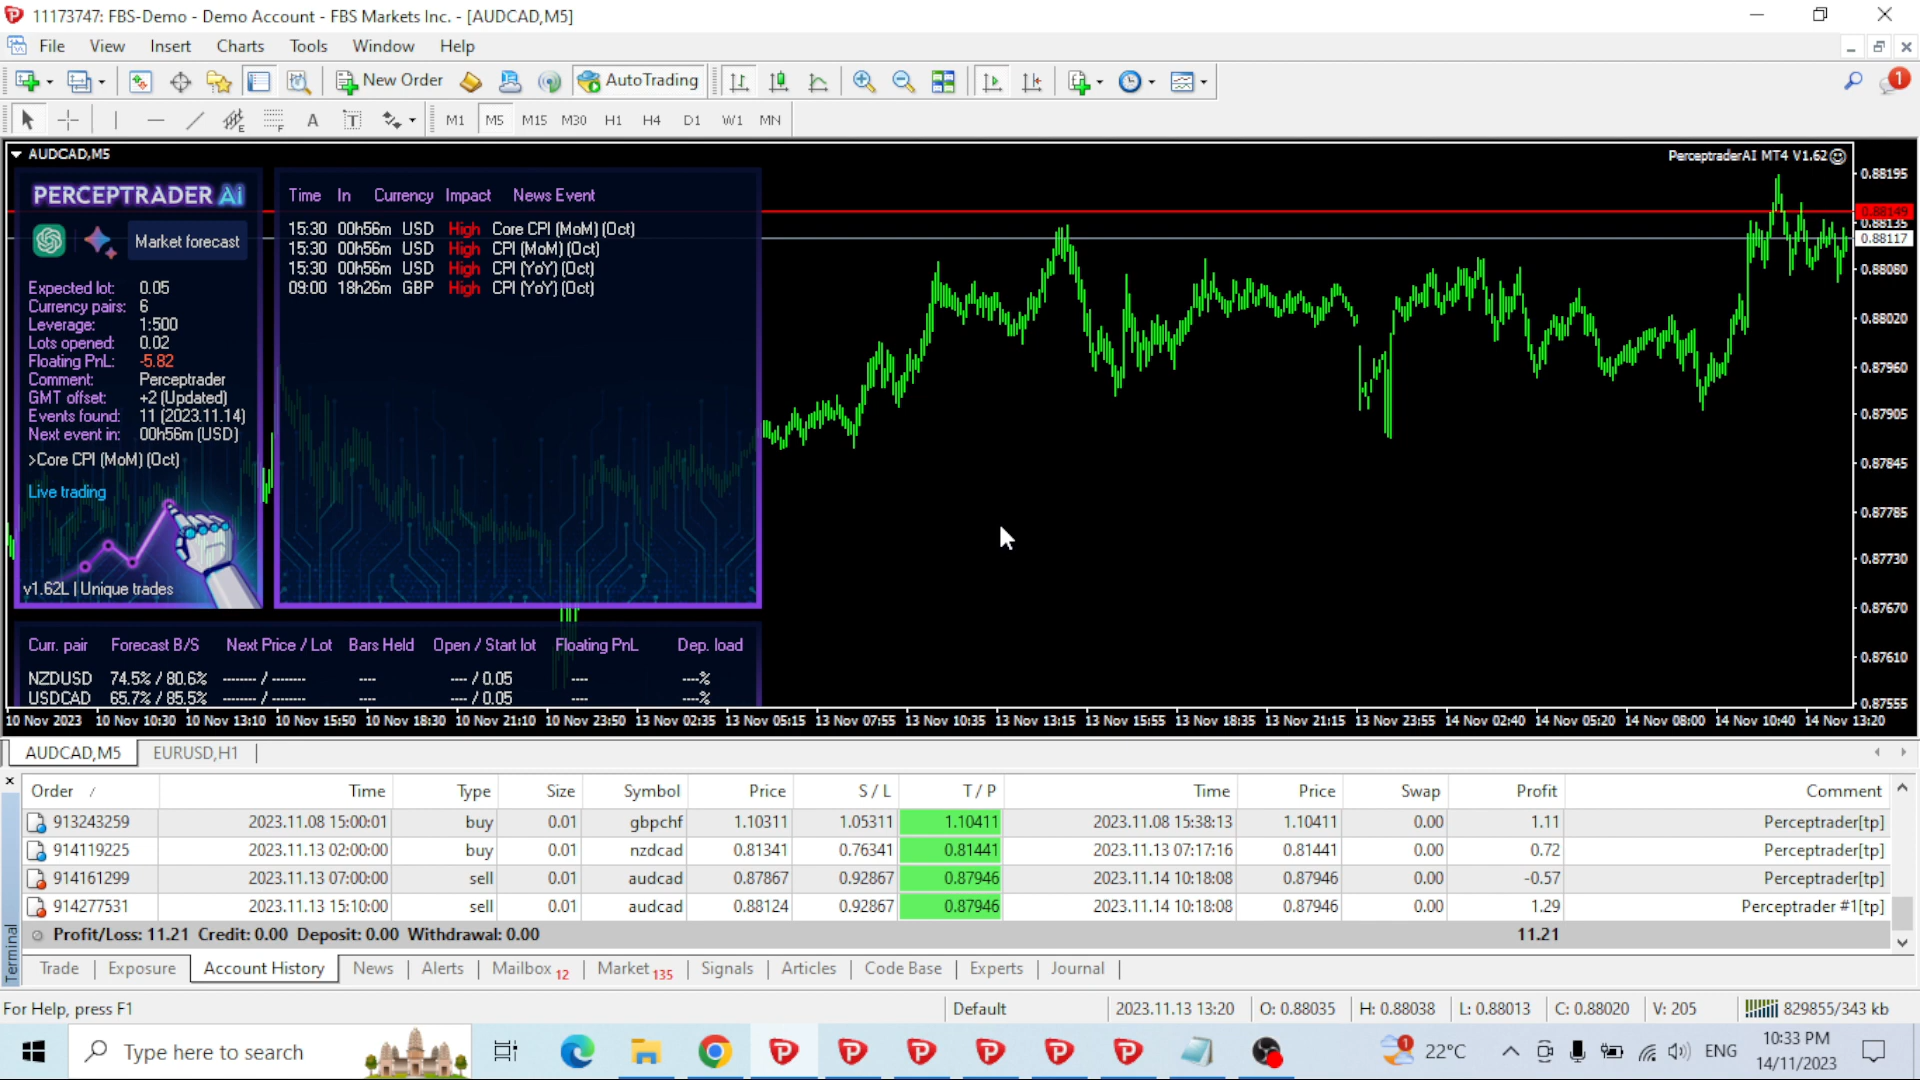 11173747: FBS-Demo - Demo Account - FBS Markets Inc. - [AUDCAD,M5]
File View Insert Charts Tools Window Help
New Order AutoTrading 1
E F A T M1 M5 M15 M30 H1 H4 D1 W1 MN
AUDCAD,M5 PerceptraderAI MT4 V1.62
PERCEPTRADER Ai
Market forecast
Expected lot: 0.05
Currency pairs: 6
Leverage: 1:500
Lots opened: 0.02
Floating PnL: -5.82
Comment: Perceptrader
GMT offset: +2 (Updated)
Events found: 11 (2023.11.14)
Next event in: 00h56m (USD)
>Core CPI (MoM) (Oct)
Live trading
v1.62L | Unique trades
Time In Currency Impact News Event
15:30 00h56m USD High Core CPI (MoM) (Oct)
15:30 00h56m USD High CPI (MoM) (Oct)
15:30 00h56m USD High CPI (YoY) (Oct)
09:00 18h26m GBP High CPI (YoY) (Oct)
Curr. pair Forecast B/S Next Price / Lot Bars Held Open / Start lot Floating PnL Dep. load
NZDUSD 74.5% / 80.6% ------- / ------- ---- ---- / 0.05 ---- ----%
USDCAD 65.7% / 85.5% ------- / ------- ---- ---- / 0.05 ---- ----%
0.88195
0.88149
0.88135
0.88117
0.88080
0.88020
0.87960
0.87905
0.87845
0.87785
0.87730
0.87670
0.87610
0.87555
10 Nov 2023 10 Nov 10:30 10 Nov 13:10 10 Nov 15:50 10 Nov 18:30 10 Nov 21:10 10 Nov 23:50 13 Nov 02:35 13 Nov 05:15 13 Nov 07:55 13 Nov 10:35 13 Nov 13:15 13 Nov 15:55 13 Nov 18:35 13 Nov 21:15 13 Nov 23:55 14 Nov 02:40 14 Nov 05:20 14 Nov 08:00 14 Nov 10:40 14 Nov 13:20
AUDCAD,M5 EURUSD,H1
Order / Time Type Size Symbol Price S / L T / P Time Price Swap Profit Comment
913243259 2023.11.08 15:00:01 buy 0.01 gbpchf 1.10311 1.05311 1.10411 2023.11.08 15:38:13 1.10411 0.00 1.11 Perceptrader[tp]
914119225 2023.11.13 02:00:00 buy 0.01 nzdcad 0.81341 0.76341 0.81441 2023.11.13 07:17:16 0.81441 0.00 0.72 Perceptrader[tp]
914161299 2023.11.13 07:00:00 sell 0.01 audcad 0.87867 0.92867 0.87946 2023.11.14 10:18:08 0.87946 0.00 -0.57 Perceptrader[tp]
914277531 2023.11.13 15:10:00 sell 0.01 audcad 0.88124 0.92867 0.87946 2023.11.14 10:18:08 0.87946 0.00 1.29 Perceptrader #1[tp]
Profit/Loss: 11.21 Credit: 0.00 Deposit: 0.00 Withdrawal: 0.00 11.21
Terminal
Trade Exposure Account History News Alerts Mailbox 12 Market 135 Signals Articles Code Base Experts Journal
For Help, press F1 Default 2023.11.13 13:20 O: 0.88035 H: 0.88038 L: 0.88013 C: 0.88020 V: 205 829855/343 kb
Type here to search 1 22°C ENG 10:33 PM
14/11/2023